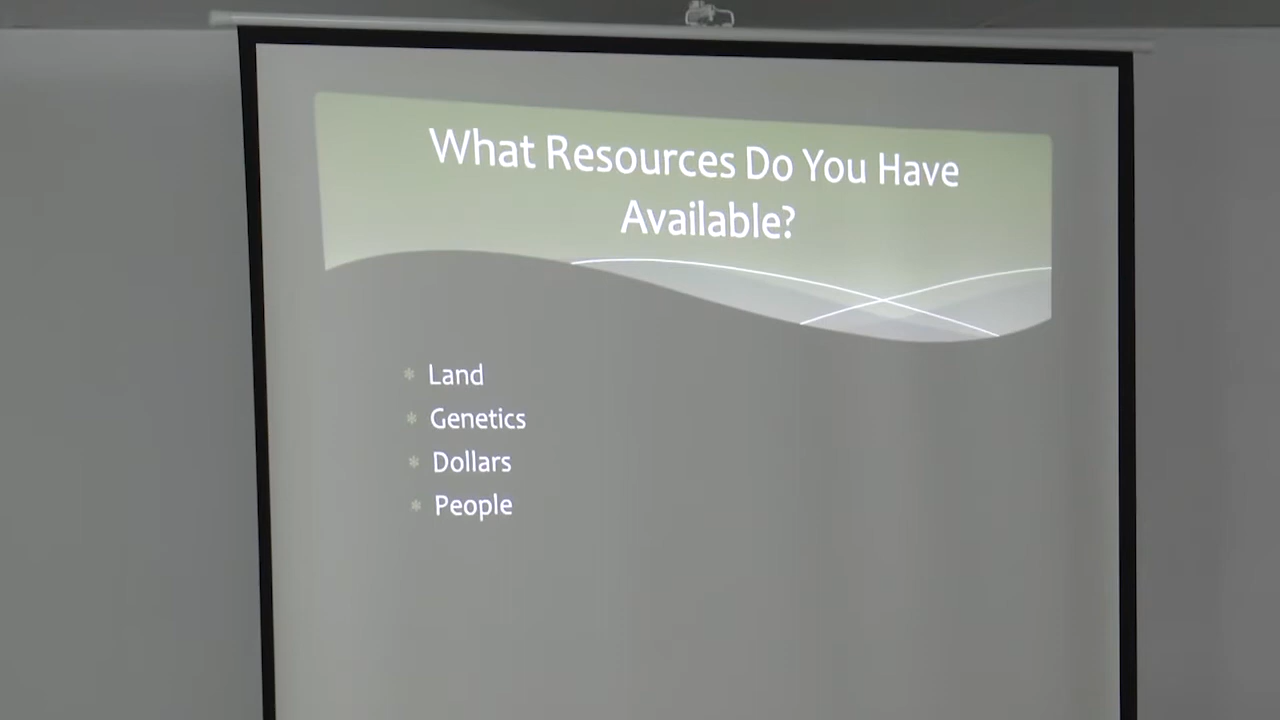 What Resources Do You Have
Available?
Land
Genetics
Dollars
People